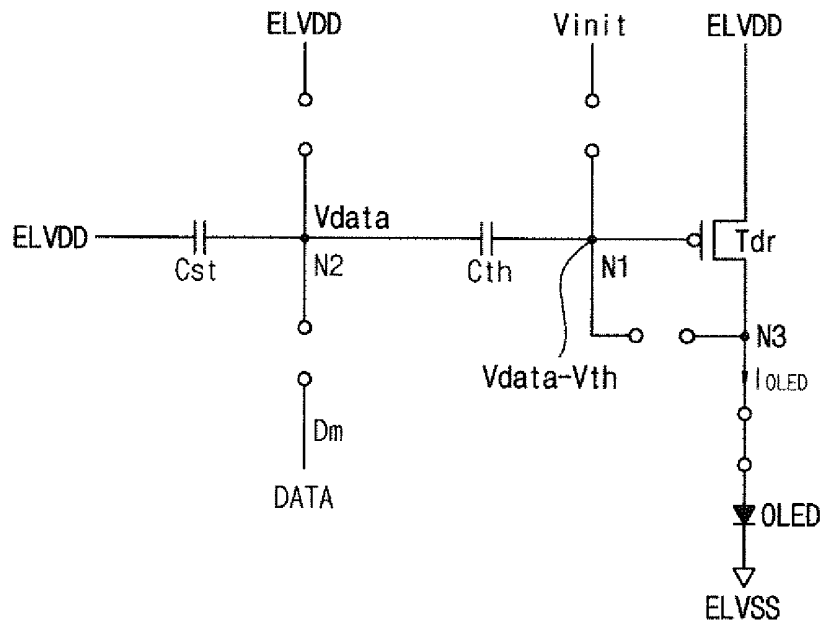 ELVDD
Vinit
ELVDD
Vdata
ELVDD
Cst
N2
Cth
N1
Tdr
N3
Vdata-Vth
IOLED
Dm
DATA
OLED
ELVSS